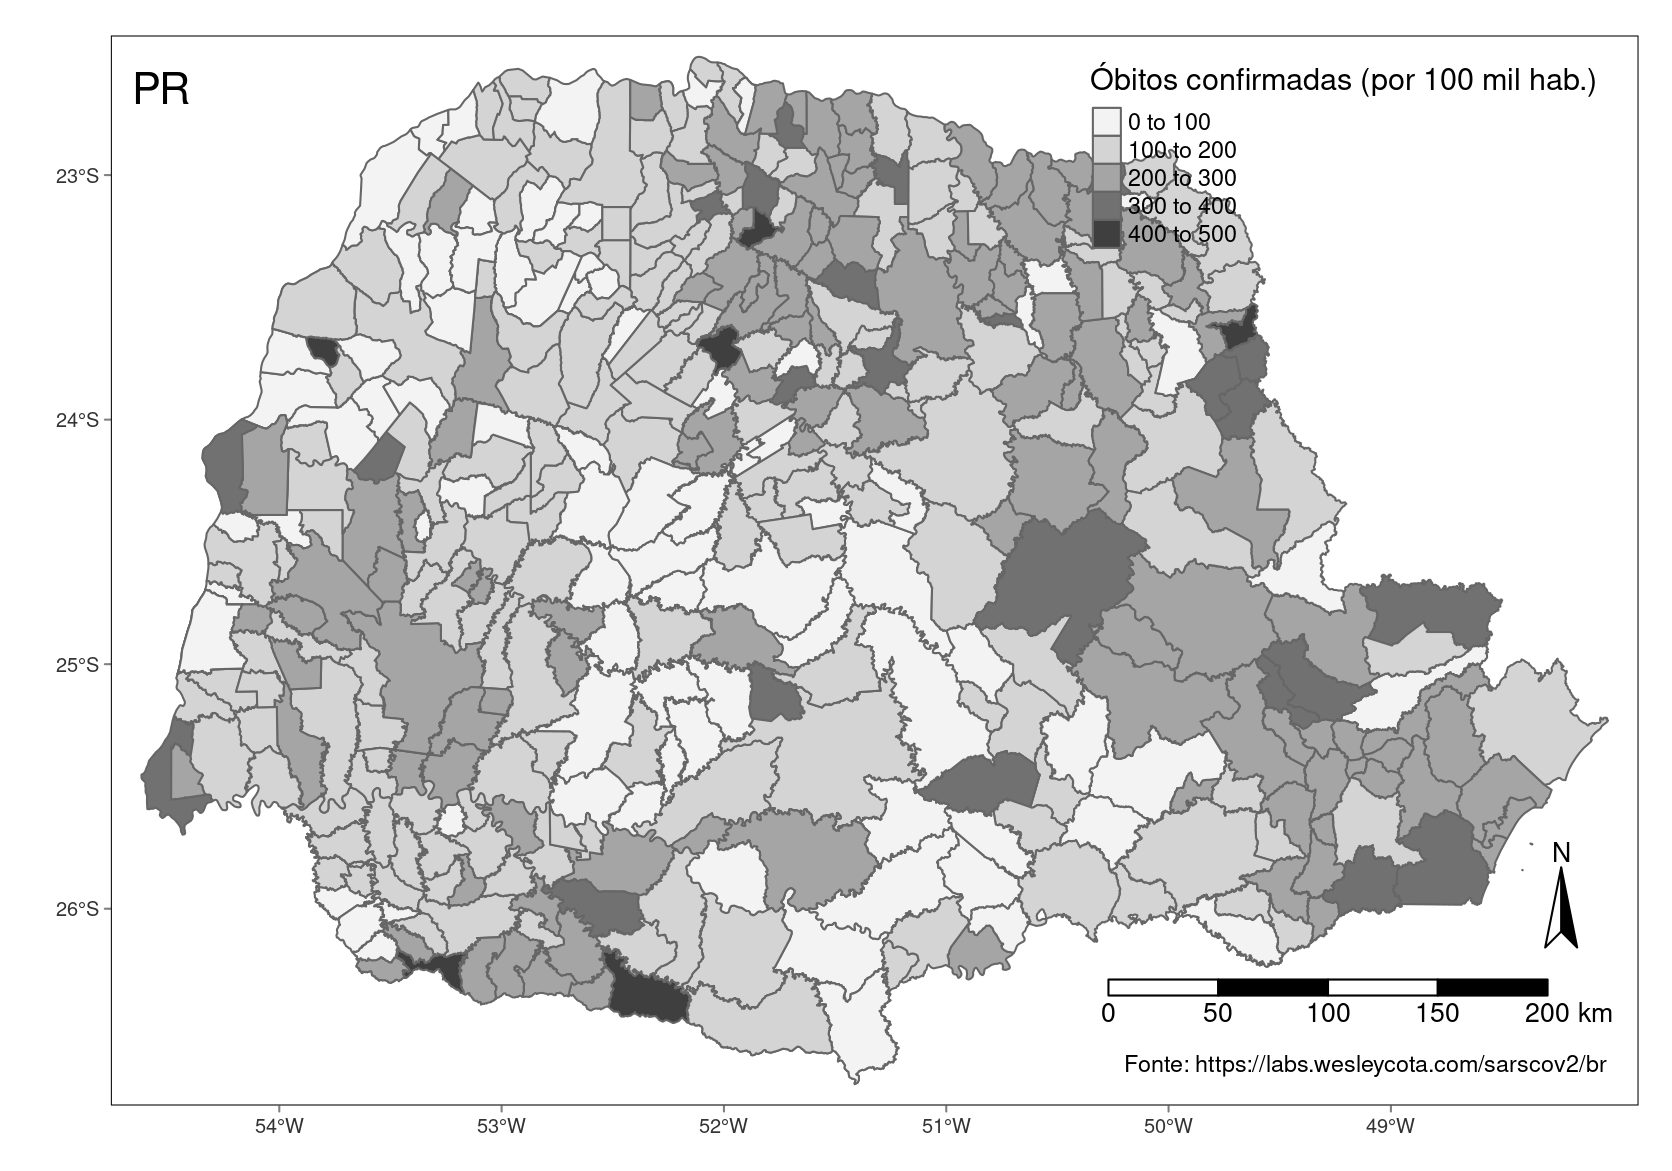 PR
Óbitos confirmadas (por 100 mil hab.)
0 to 100
100 to 200
200 to 300
300 to 400
400 to 500
23°S
24°S
25°S
26°S
N
0 50 100 150 200 km
Fonte: https://labs.wesleycota.com/sarscov2/br
54°W 53°W 52°W 51°W 50°W 49°W